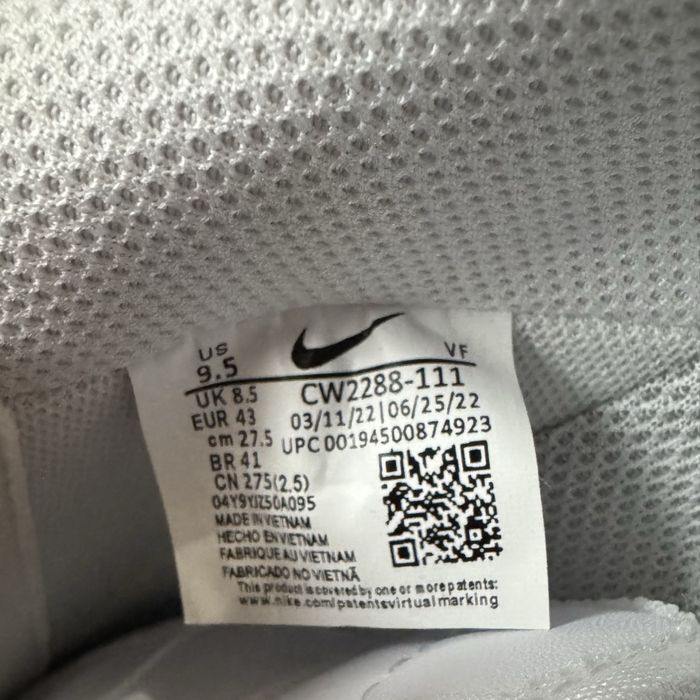 US
9.5
VF
UK 8.5
CW2288-111
EUR 43
03/11/22|06/25/22
cm 27.5
UPC 00194500874923
BR 41
CN 275(2.5)
04Y9YJZ50A095
MADE IN VIETNAM
HECHO EN VIETNAM
FABRIQUE AU VIETNAM
FABRICADO NO VIETNÃ
This product is covered by one or more patents:
www.nike.com/patentsvirtualmarking